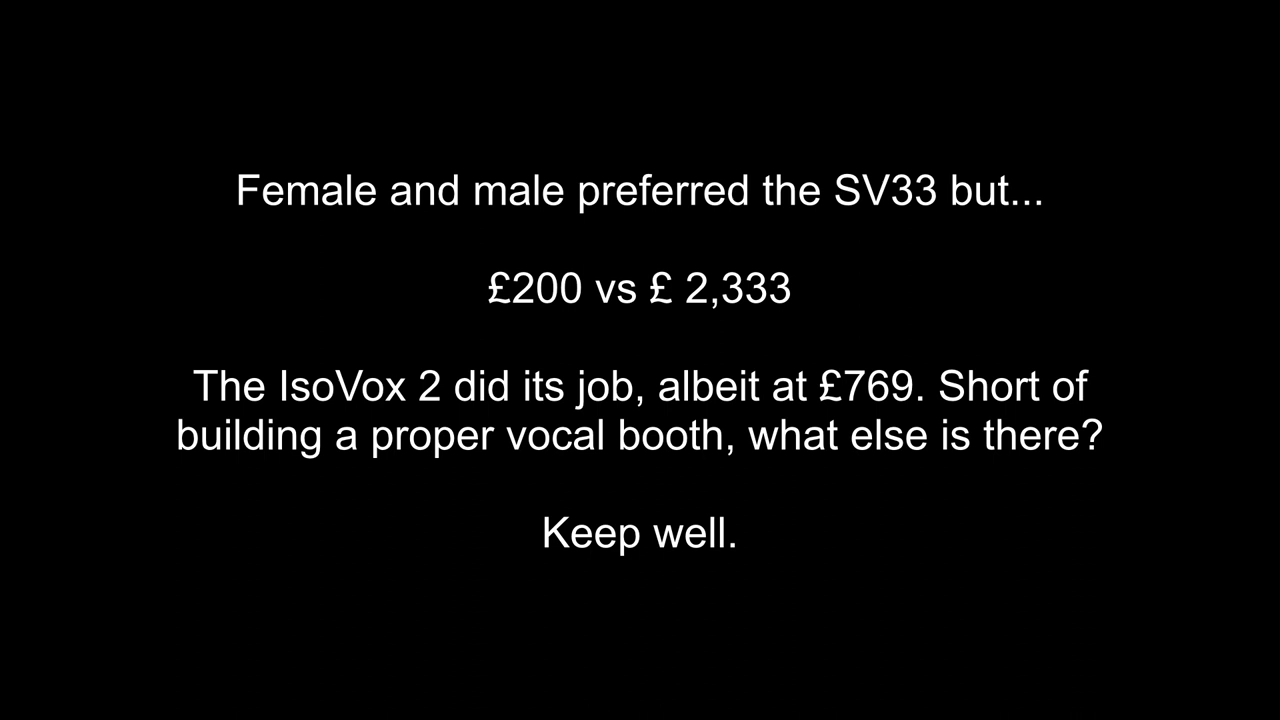 Female and male preferred the SV33 but...
£200 vs £ 2,333
The IsoVox 2 did its job, albeit at £769. Short of
building a proper vocal booth, what else is there?
Keep well.